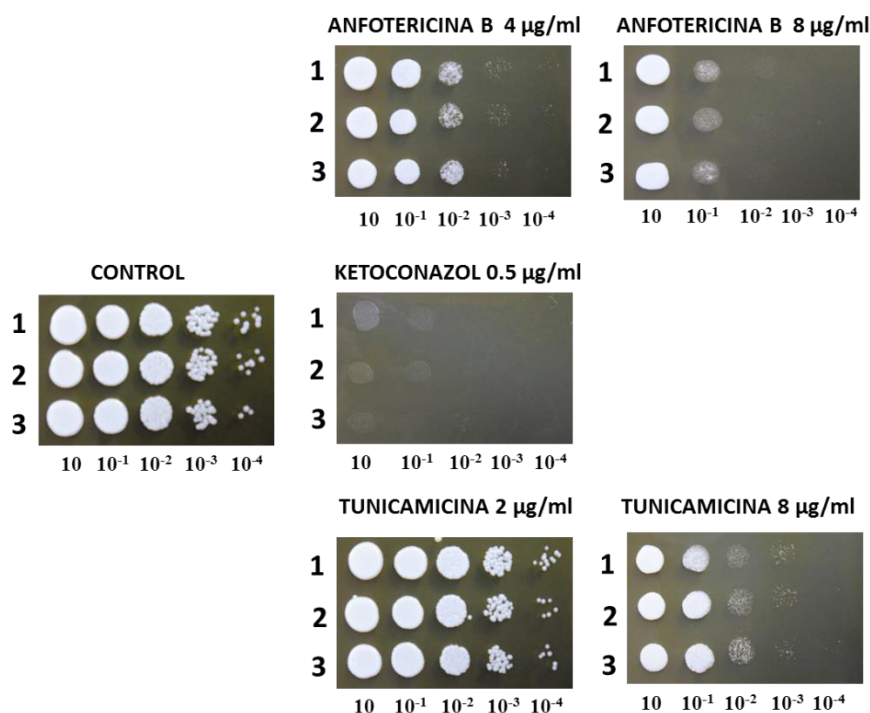 ANFOTERICINA B 4 µg/ml
1
2
3
10 10⁻¹ 10⁻² 10⁻³ 10⁻⁴
ANFOTERICINA B 8 µg/ml
1
2
3
10 10⁻¹ 10⁻² 10⁻³ 10⁻⁴
CONTROL
1
2
3
10 10⁻¹ 10⁻² 10⁻³ 10⁻⁴
KETOCONAZOL 0.5 µg/ml
1
2
3
10 10⁻¹ 10⁻² 10⁻³ 10⁻⁴
TUNICAMICINA 2 µg/ml
1
2
3
10 10⁻¹ 10⁻² 10⁻³ 10⁻⁴
TUNICAMICINA 8 µg/ml
1
2
3
10 10⁻¹ 10⁻² 10⁻³ 10⁻⁴